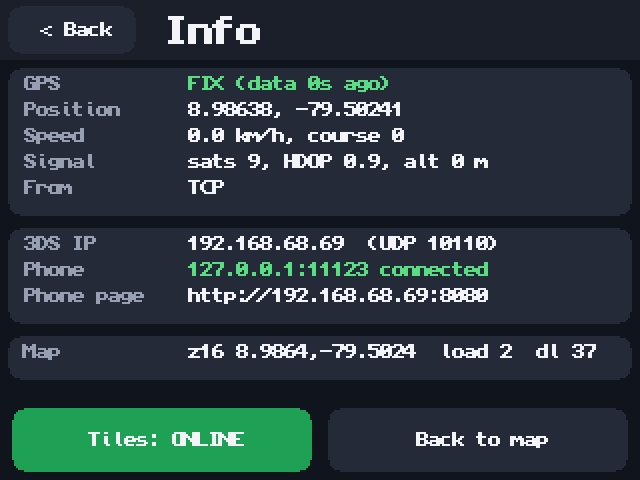 < Back
Info
GPS FIX (data 0s ago)
Position 8.98638, -79.50241
Speed 0.0 km/h, course 0
Signal sats 9, HDOP 0.9, alt 0 m
From TCP
3DS IP 192.168.68.69 (UDP 10110)
Phone 127.0.0.1:11123 connected
Phone page http://192.168.68.69:8080
Map z16 8.9864,-79.5024 load 2 dl 37
Tiles: ONLINE
Back to map